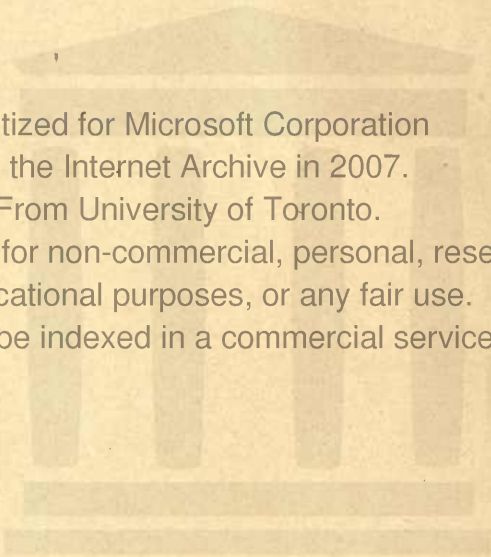 tized for Microsoft Corporation
the Internet Archive in 2007.
From University of Toronto.
for non-commercial, personal, rese
cational purposes, or any fair use.
be indexed in a commercial service